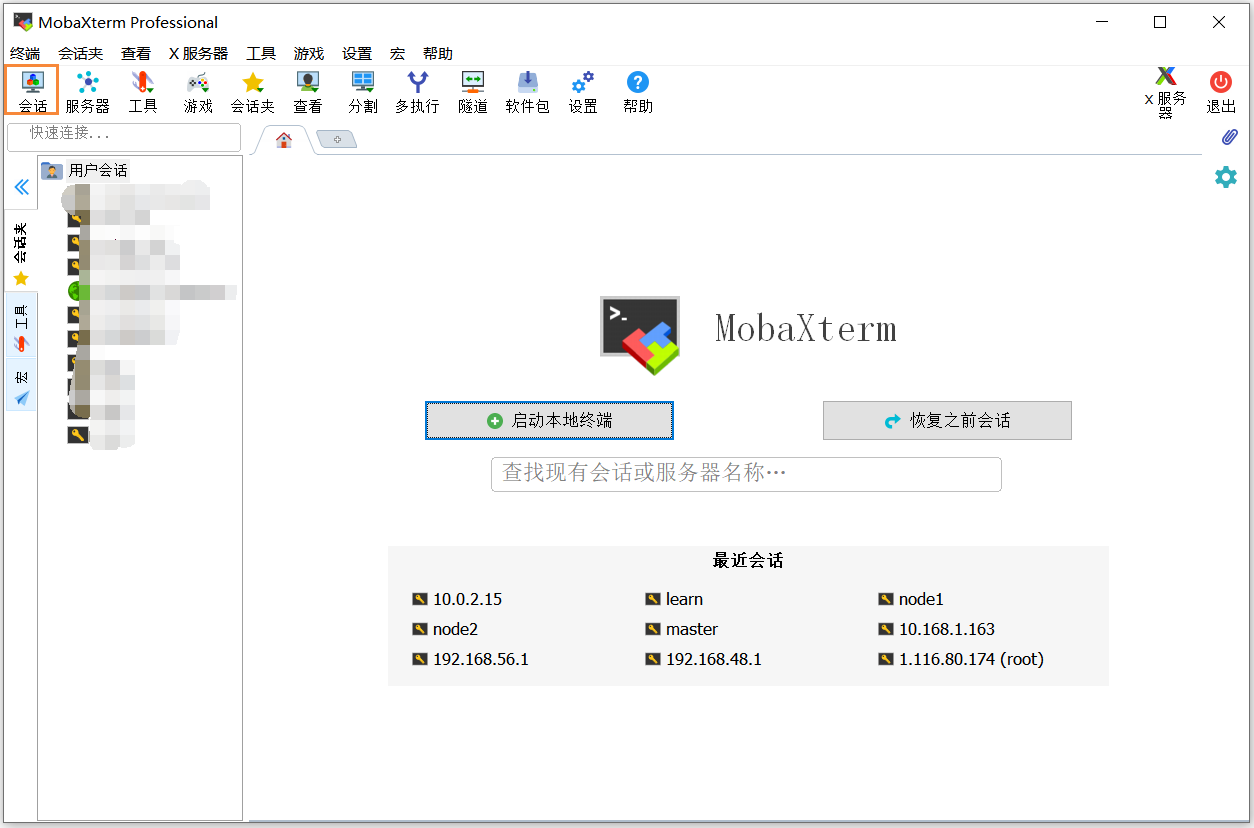 MobaXterm Professional
终端 会话夹 查看 X 服务器 工具 游戏 设置 宏 帮助
会话 服务器 工具 游戏 会话夹 查看 分割 多执行 隧道 软件包 设置 帮助 X 服务器 退出
快速连接...
用户会话
会话夹
工具
宏
>_ MobaXterm
启动本地终端 恢复之前会话
查找现有会话或服务器名称…
最近会话
10.0.2.15 learn node1
node2 master 10.168.1.163
192.168.56.1 192.168.48.1 1.116.80.174 (root)